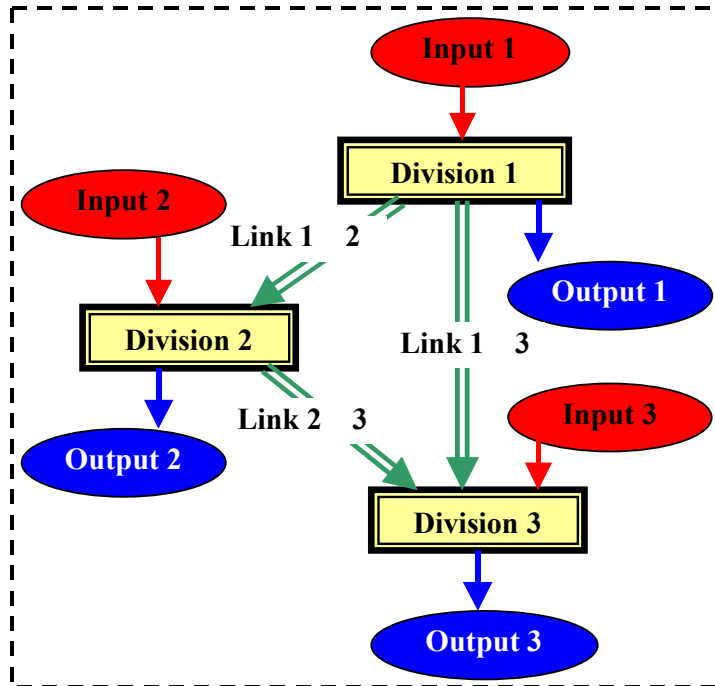 Input 1
Division 1
Input 2
Link 1 2
Output 1
Division 2
Link 1 3
Link 2 3
Input 3
Output 2
Division 3
Output 3